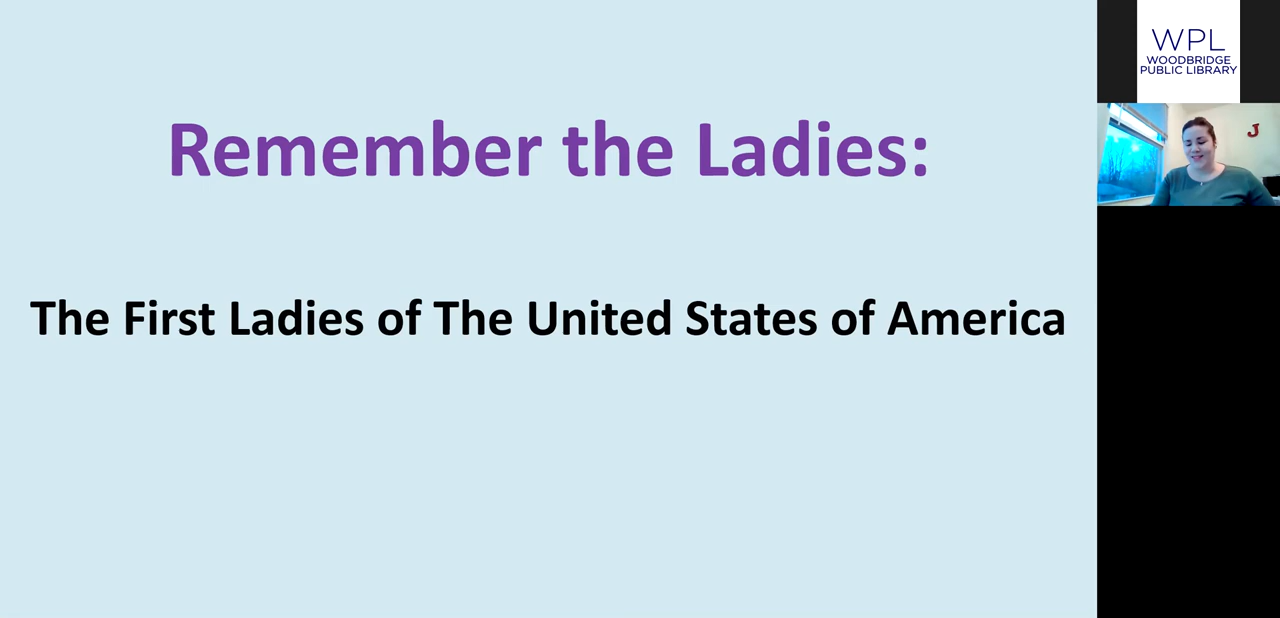 Remember the Ladies:
The First Ladies of The United States of America
WPL
WOODBRIDGE
PUBLIC LIBRARY
J